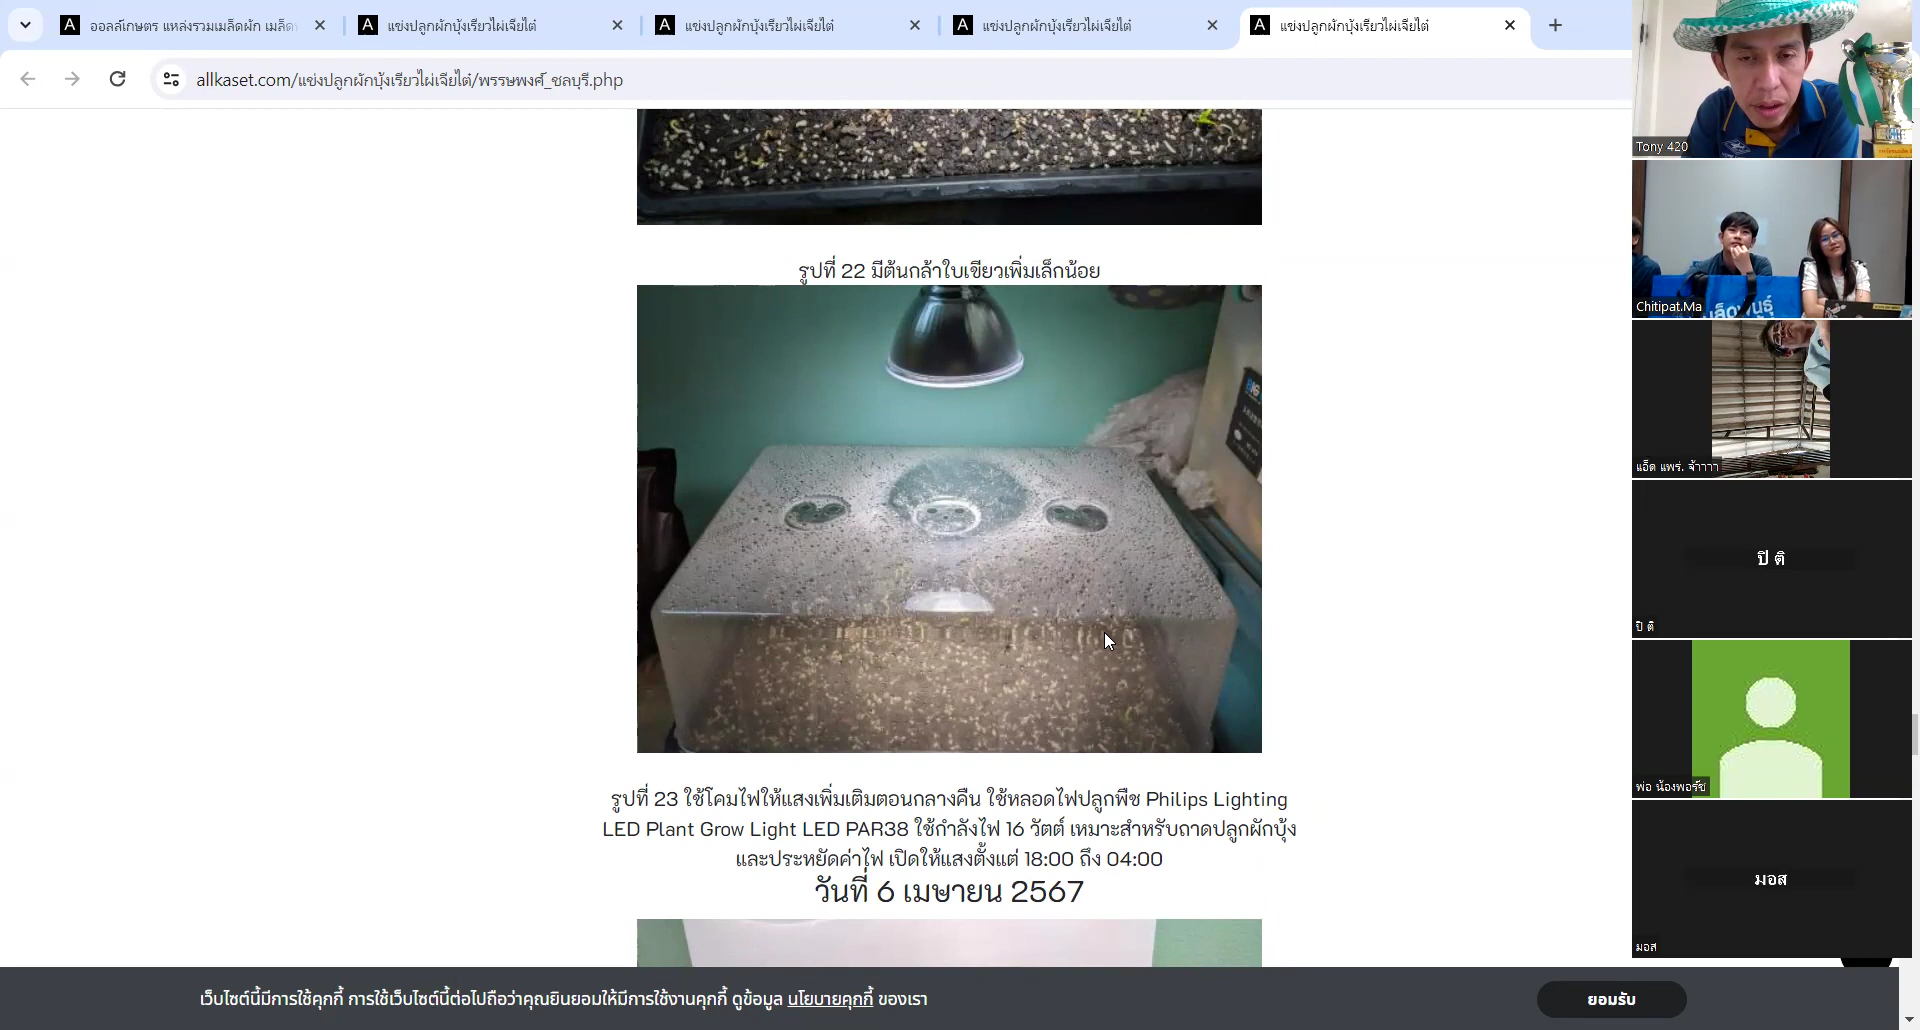 ออลล์เกษตร แหล่งรวมเมล็ดผัก เมล็ด
แข่งปลูกผักบุ้งเรียวไผ่เจียไต๋
แข่งปลูกผักบุ้งเรียวไผ่เจียไต๋
แข่งปลูกผักบุ้งเรียวไผ่เจียไต๋
แข่งปลูกผักบุ้งเรียวไผ่เจียไต๋
allkaset.com/แข่งปลูกผักบุ้งเรียวไผ่เจียไต๋/พรรษพงศ์_ชลบุรี.php
Tony 420
รูปที่ 22 มีต้นกล้าใบเขียวเพิ่มเล็กน้อย
Chitipat.Ma
แอ็ด แพร่. จ้าาาา
ปิ ติ
ปิ ติ
พ่อ น้องพอร์ช
รูปที่ 23 ใช้โคมไฟให้แสงเพิ่มเติมตอนกลางคืน ใช้หลอดไฟปลูกพืช Philips Lighting
LED Plant Grow Light LED PAR38 ใช้กำลังไฟ 16 วัตต์ เหมาะสำหรับถาดปลูกผักบุ้ง
และประหยัดค่าไฟ เปิดให้แสงตั้งแต่ 18:00 ถึง 04:00
วันที่ 6 เมษายน 2567
มอส
มอส
เว็บไซต์นี้มีการใช้คุกกี้ การใช้เว็บไซต์นี้ต่อไปถือว่าคุณยินยอมให้มีการใช้งานคุกกี้ ดูข้อมูล นโยบายคุกกี้ ของเรา
ยอมรับ